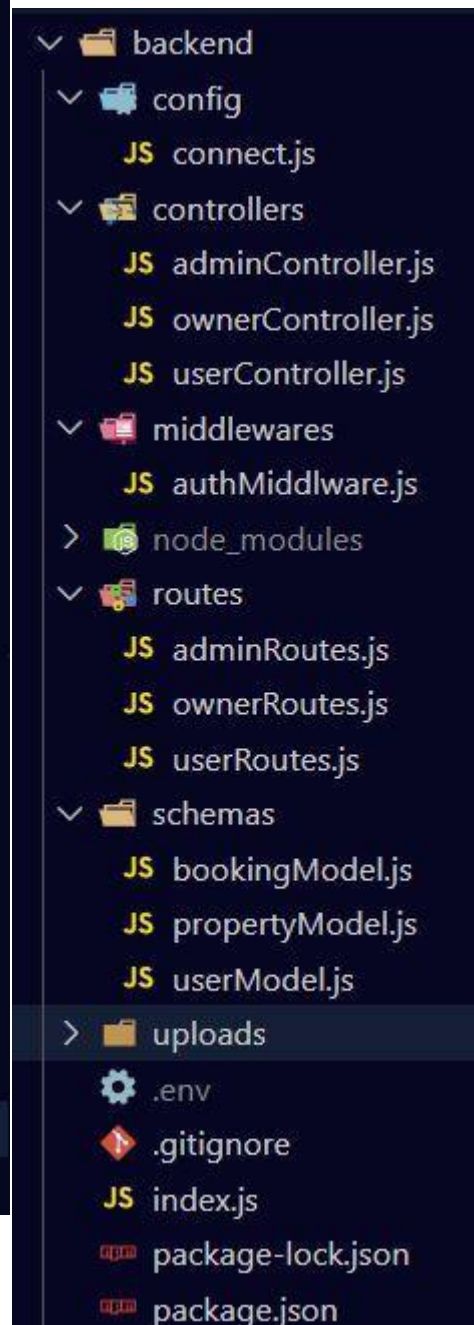 backend
config
JS connect.js
controllers
JS adminController.js
JS ownerController.js
JS userController.js
middlewares
JS authMiddlware.js
node_modules
routes
JS adminRoutes.js
JS ownerRoutes.js
JS userRoutes.js
schemas
JS bookingModel.js
JS propertyModel.js
JS userModel.js
uploads
.env
.gitignore
JS index.js
package-lock.json
package.json